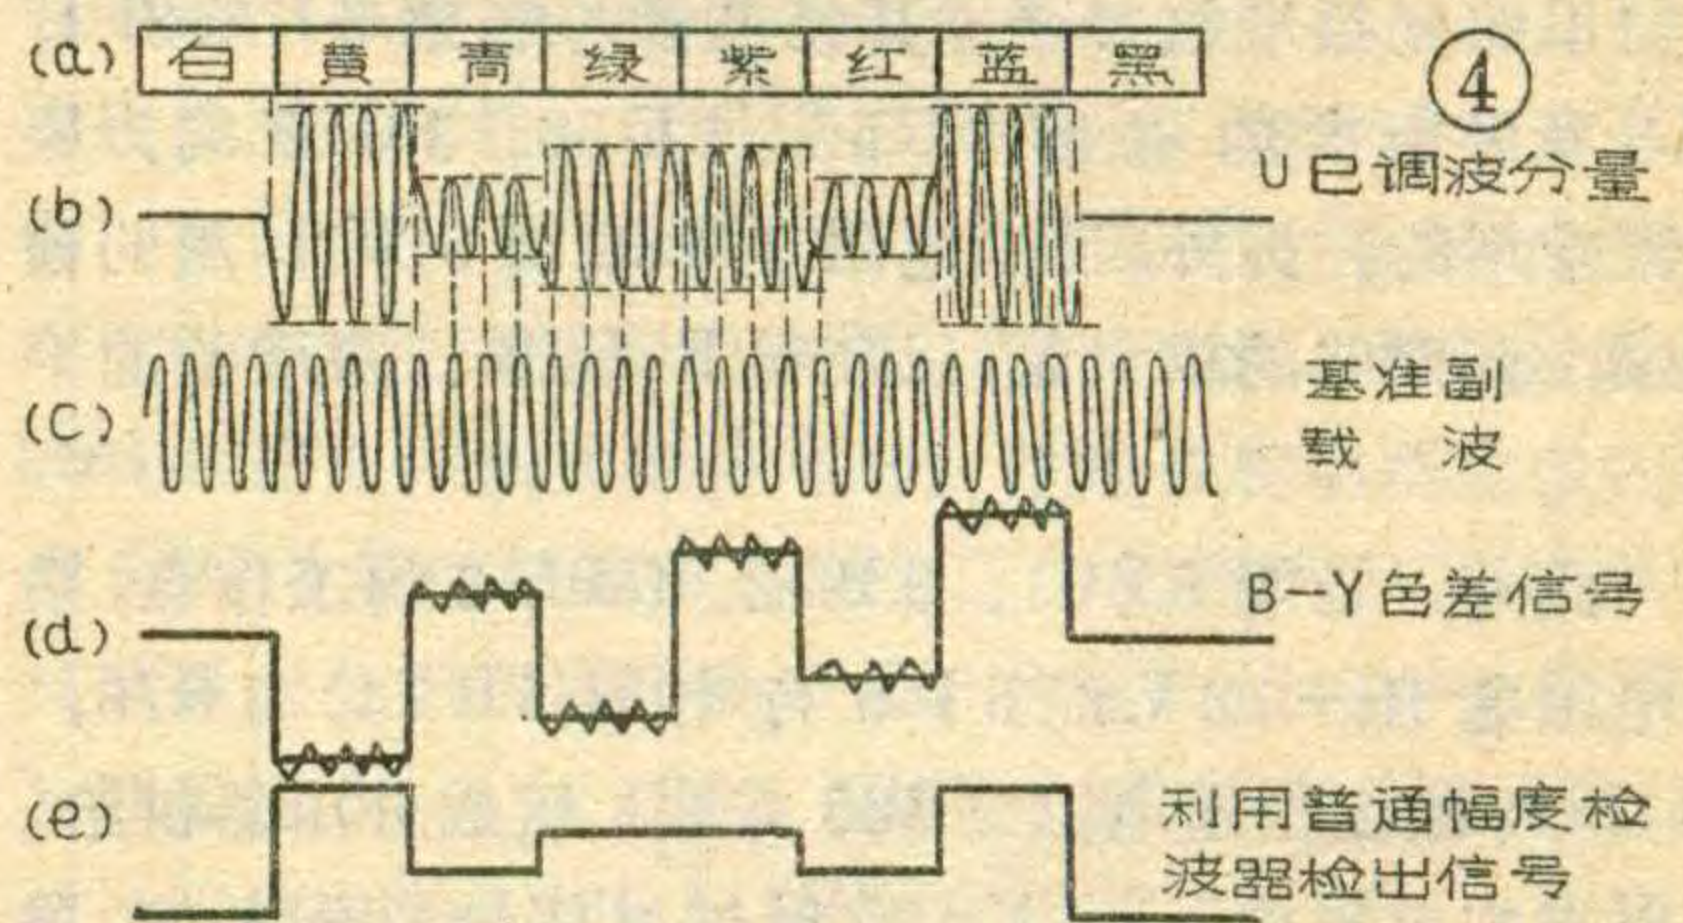 (a) 白 黄 青 绿 紫 红 蓝 黑
④
(b) U已调波分量
(c) 基准副
载 波
(d) B-Y色差信号
(e) 利用普通幅度检
波器检出信号